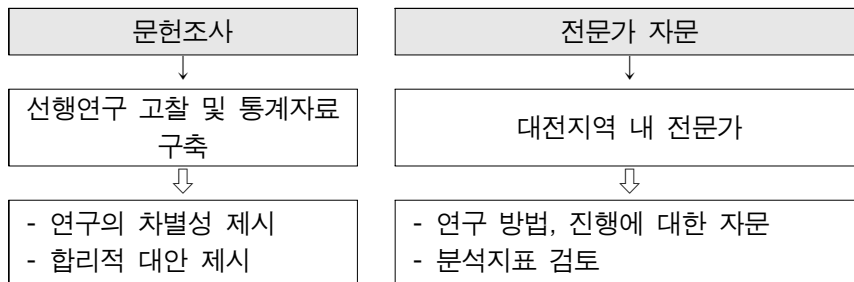 문헌조사
선행연구 고찰 및 통계자료
구축
- 연구의 차별성 제시
- 합리적 대안 제시
전문가 자문
대전지역 내 전문가
- 연구 방법, 진행에 대한 자문
- 분석지표 검토